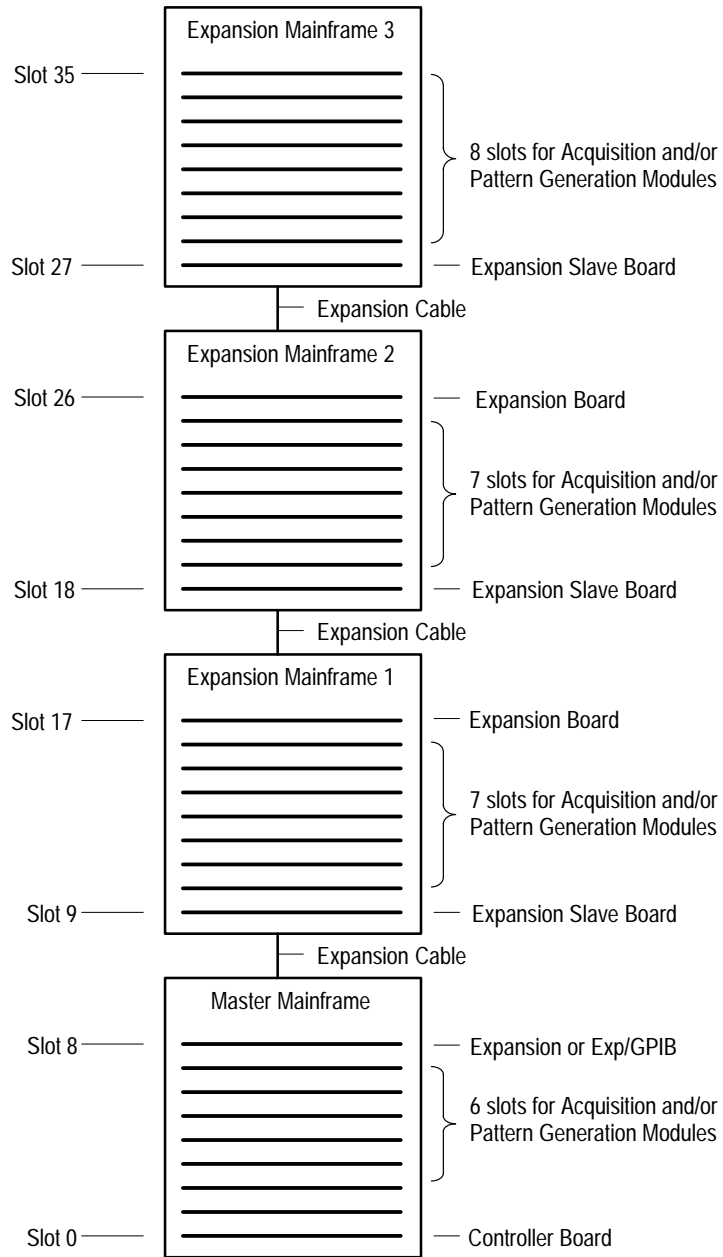 Expansion Mainframe 3
Slot 35
8 slots for Acquisition and/or
Pattern Generation Modules
Slot 27
Expansion Slave Board
Expansion Cable
Expansion Mainframe 2
Slot 26
Expansion Board
7 slots for Acquisition and/or
Pattern Generation Modules
Slot 18
Expansion Slave Board
Expansion Cable
Expansion Mainframe 1
Slot 17
Expansion Board
7 slots for Acquisition and/or
Pattern Generation Modules
Slot 9
Expansion Slave Board
Expansion Cable
Master Mainframe
Slot 8
Expansion or Exp/GPIB
6 slots for Acquisition and/or
Pattern Generation Modules
Slot 0
Controller Board